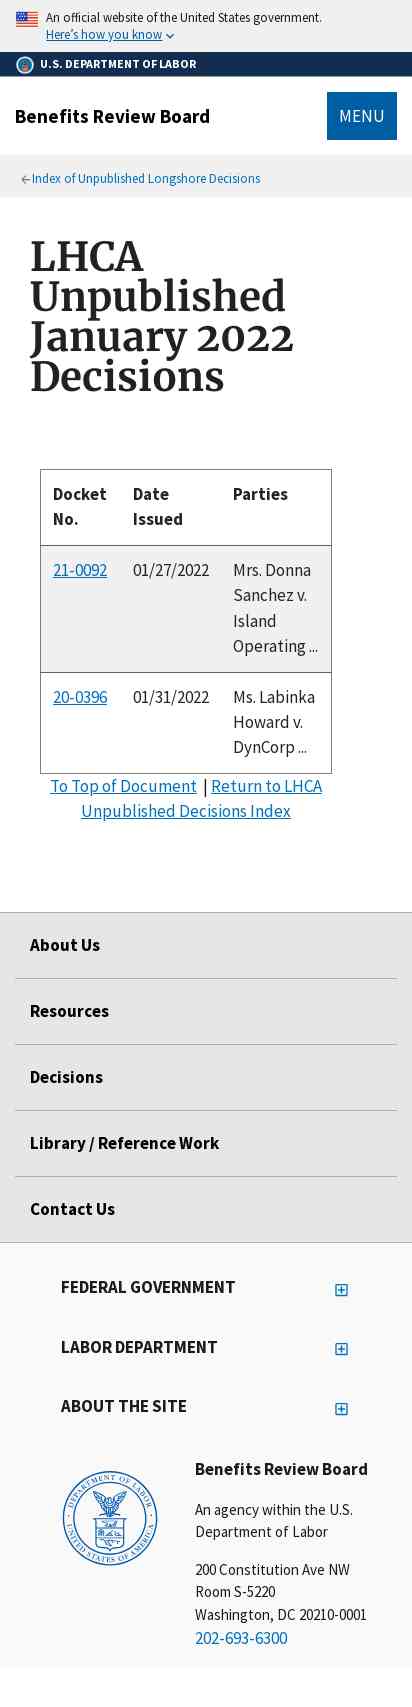 An official website of the United States government.
Here's how you know
U.S. DEPARTMENT OF LABOR
Benefits Review Board
MENU
Index of Unpublished Longshore Decisions
LHCA
Unpublished
January 2022
Decisions
Docket No. Date Issued Parties
21-0092 01/27/2022 Mrs. Donna
Sanchez v.
Island
Operating ...
20-0396 01/31/2022 Ms. Labinka
Howard v.
DynCorp ...
To Top of Document | Return to LHCA
Unpublished Decisions Index
About Us
Resources
Decisions
Library / Reference Work
Contact Us
FEDERAL GOVERNMENT
LABOR DEPARTMENT
ABOUT THE SITE
DEPARTMENT OF LABOR
UNITED STATES OF AMERICA
Benefits Review Board
An agency within the U.S.
Department of Labor
200 Constitution Ave NW
Room S-5220
Washington, DC 20210-0001
202-693-6300